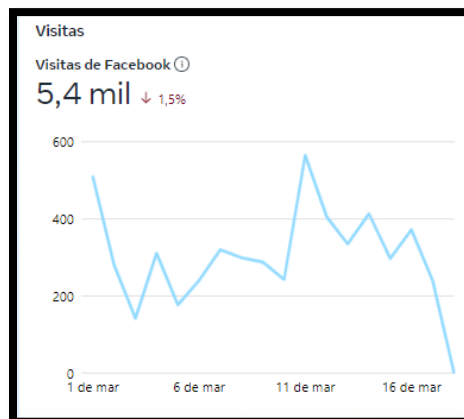 Visitas
Visitas de Facebook
5,4 mil ↓ 1,5%
600
400
200
0
1 de mar 6 de mar 11 de mar 16 de mar